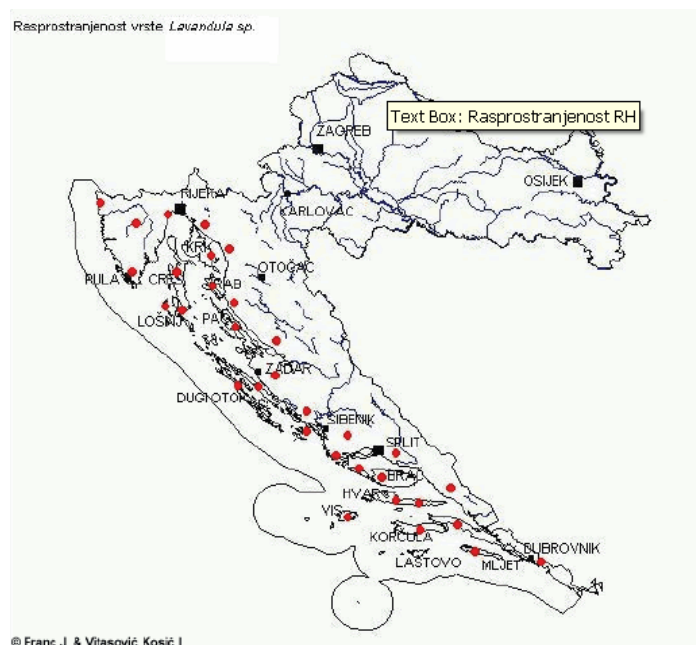 Rasprostranjenost vrste Lavandula sp.
Text Box: Rasprostranjenost RH
ZAGREB
OSIJEK
RIJEKA
KARLOVAC
KRK
OTOČAC
PULA
CRES
RAB
LOŠINJ
PAG
ZADAR
DUGI OTOK
ŠIBENIK
SPLIT
BRAČ
HVAR
VIS
KORČULA
DUBROVNIK
LASTOVO
MLJET
© Franc J. & Vitasović Kosić I.